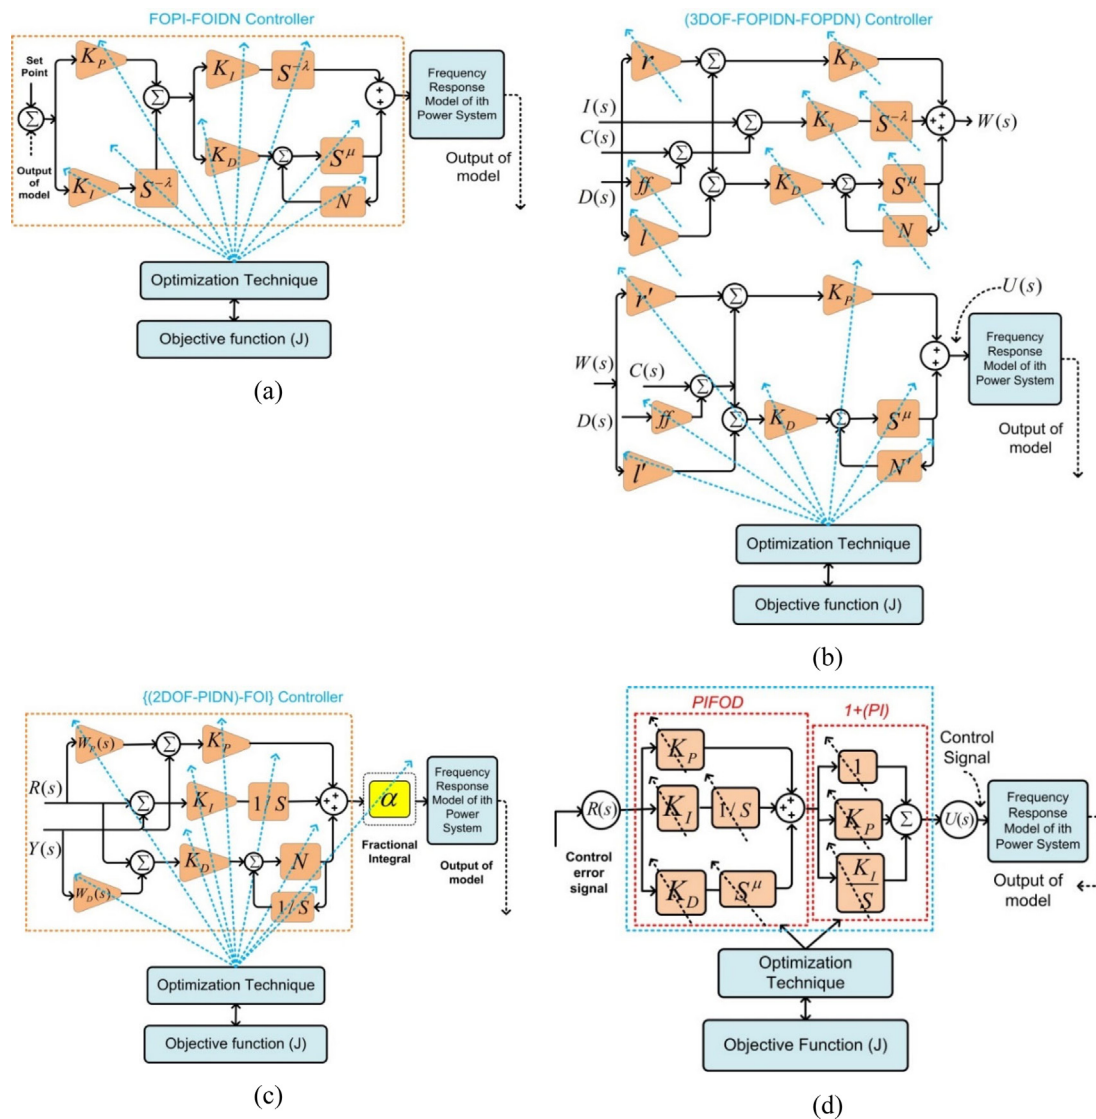 FOPI-FOIDN Controller
Set
Point
Σ
Output
of
model
K_P
K_I
S^{-λ}
Σ
K_I
S^{-λ}
K_D
Σ
S^μ
N
+
+
Frequency
Response
Model of ith
Power System
Output of
model
Optimization Technique
Objective function (J)
(a)
(3DOF-FOPIDN-FOPDN) Controller
I(s)
C(s)
D(s)
r
ff
l
Σ
Σ
Σ
Σ
K_P
K_I
S^{-λ}
K_D
Σ
S^μ
N
+
++
W(s)
W(s)
C(s)
D(s)
r'
ff
l'
Σ
Σ
Σ
K_P
K_D
Σ
S^μ
N'
+
+
U(s)
Frequency
Response
Model of ith
Power System
Output of
model
Optimization Technique
Objective function (J)
(b)
{(2DOF-PIDN)-FOI} Controller
R(s)
Y(s)
W_P(s)
W_D(s)
Σ
Σ
Σ
K_P
K_I
1/S
K_D
Σ
N
1/S
+
++
α
Fractional
Integral
Frequency
Response
Model of ith
Power
System
Output of
model
Optimization Technique
Objective function (J)
(c)
PIFOD
1+(PI)
Control
error
signal
R(s)
K_P
K_I
1/S
K_D
S^μ
+
++
1
K_P
K_I
S
Σ
U(s)
Control
Signal
Frequency
Response
Model of ith
Power System
Output of
model
Optimization
Technique
Objective Function (J)
(d)